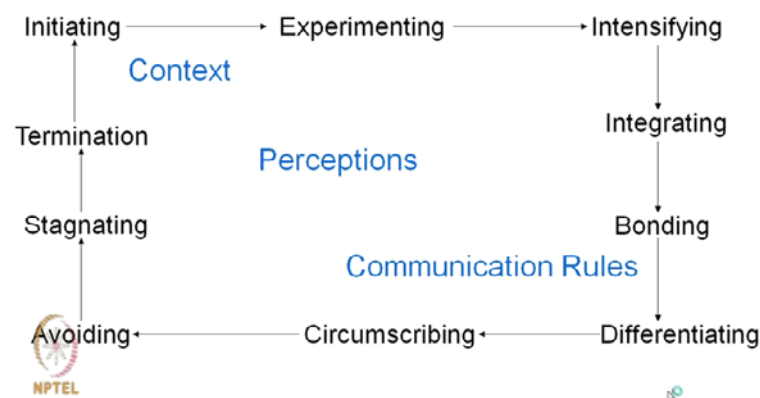 Initiating Experimenting Intensifying
Context
Integrating
Termination
Perceptions
Stagnating Bonding
Communication Rules
Avoiding Circumscribing Differentiating
NPTEL